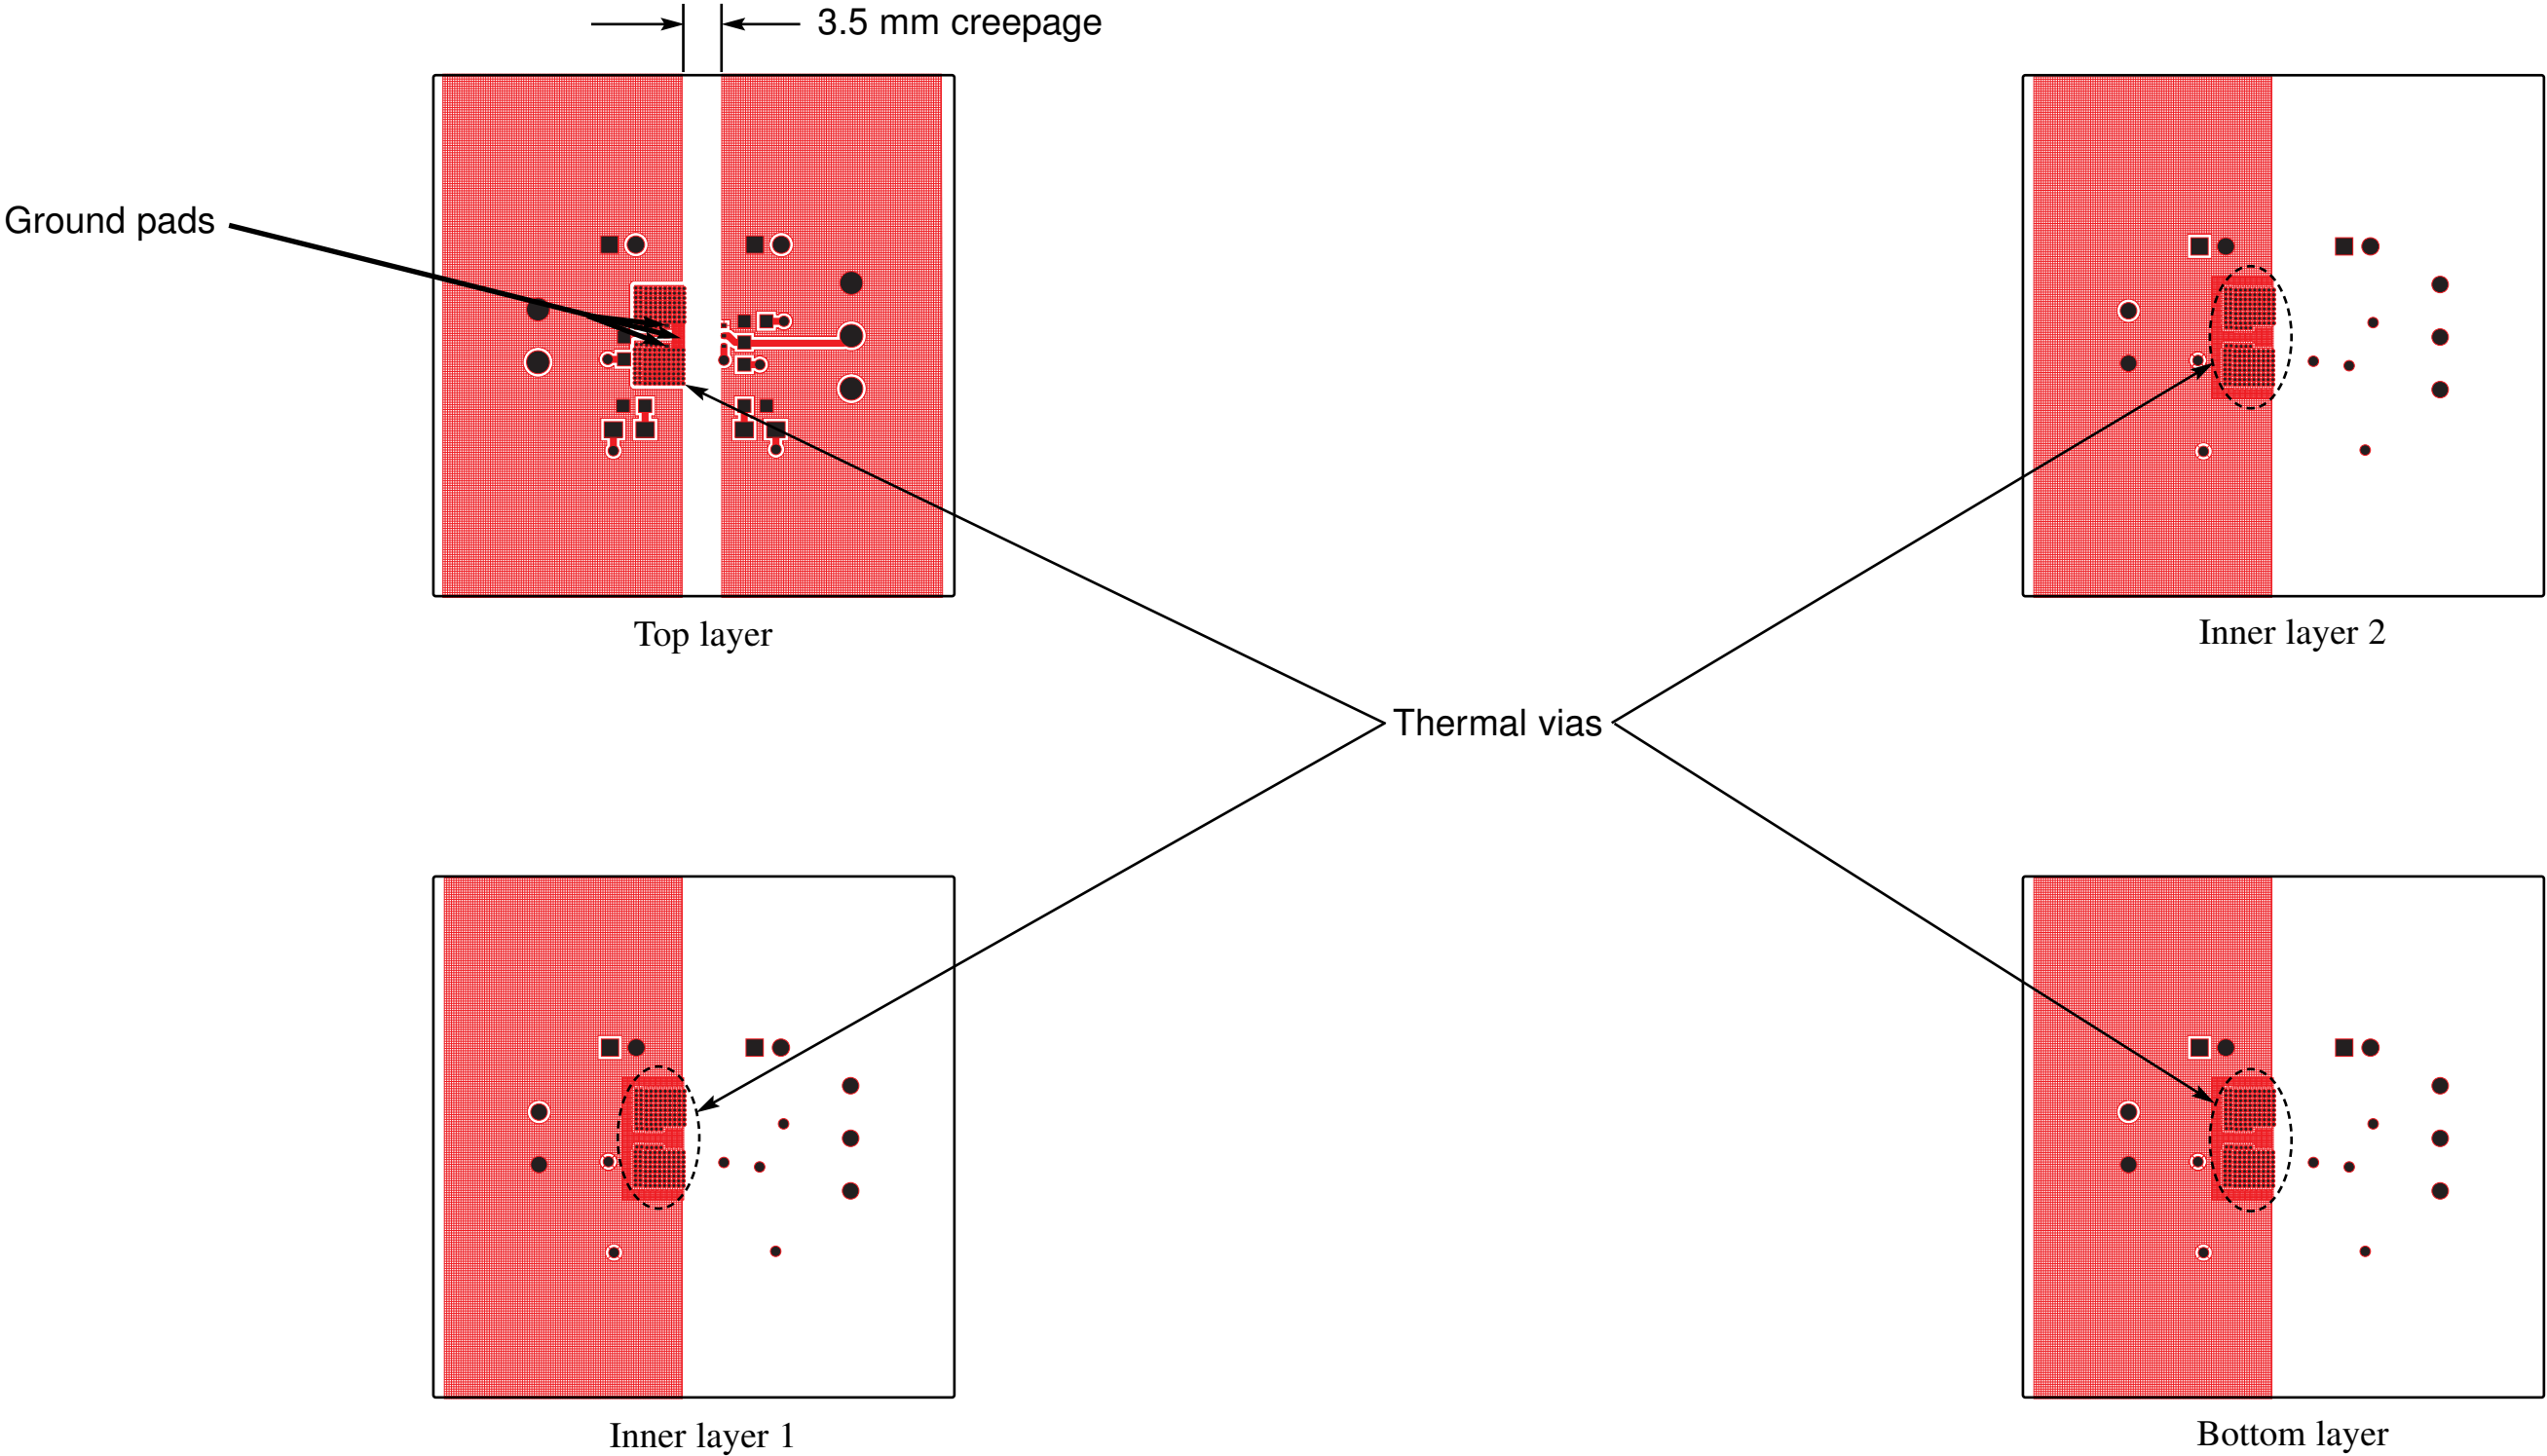 3.5 mm creepage
Ground pads
Top layer
Inner layer 2
Thermal vias
Inner layer 1
Bottom layer